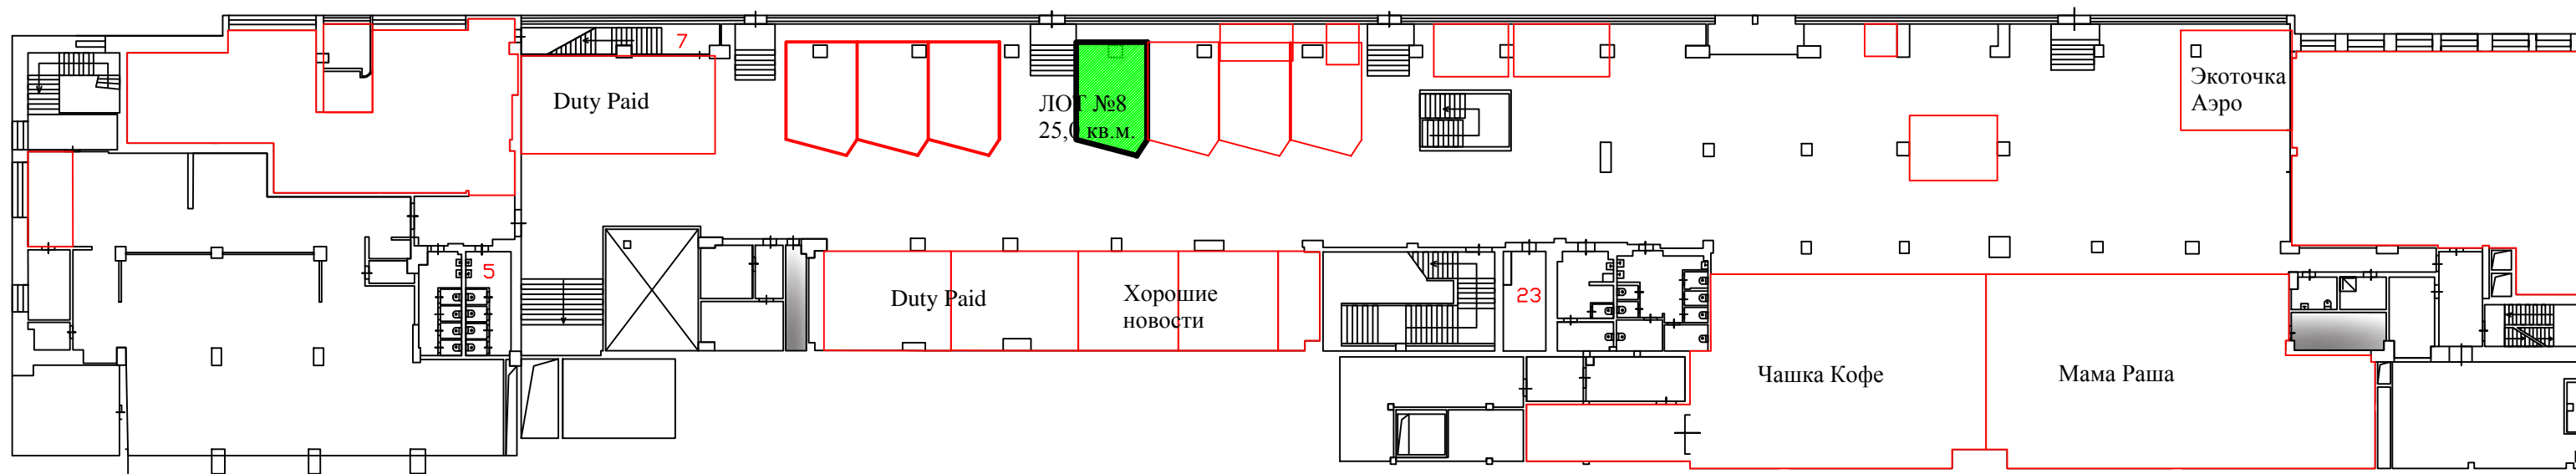 7
Duty Paid
ЛОТ №8
25,0 кв.м.
Экоточка
Аэро
5
Duty Paid
Хорошие
новости
23
Чашка Кофе
Мама Раша